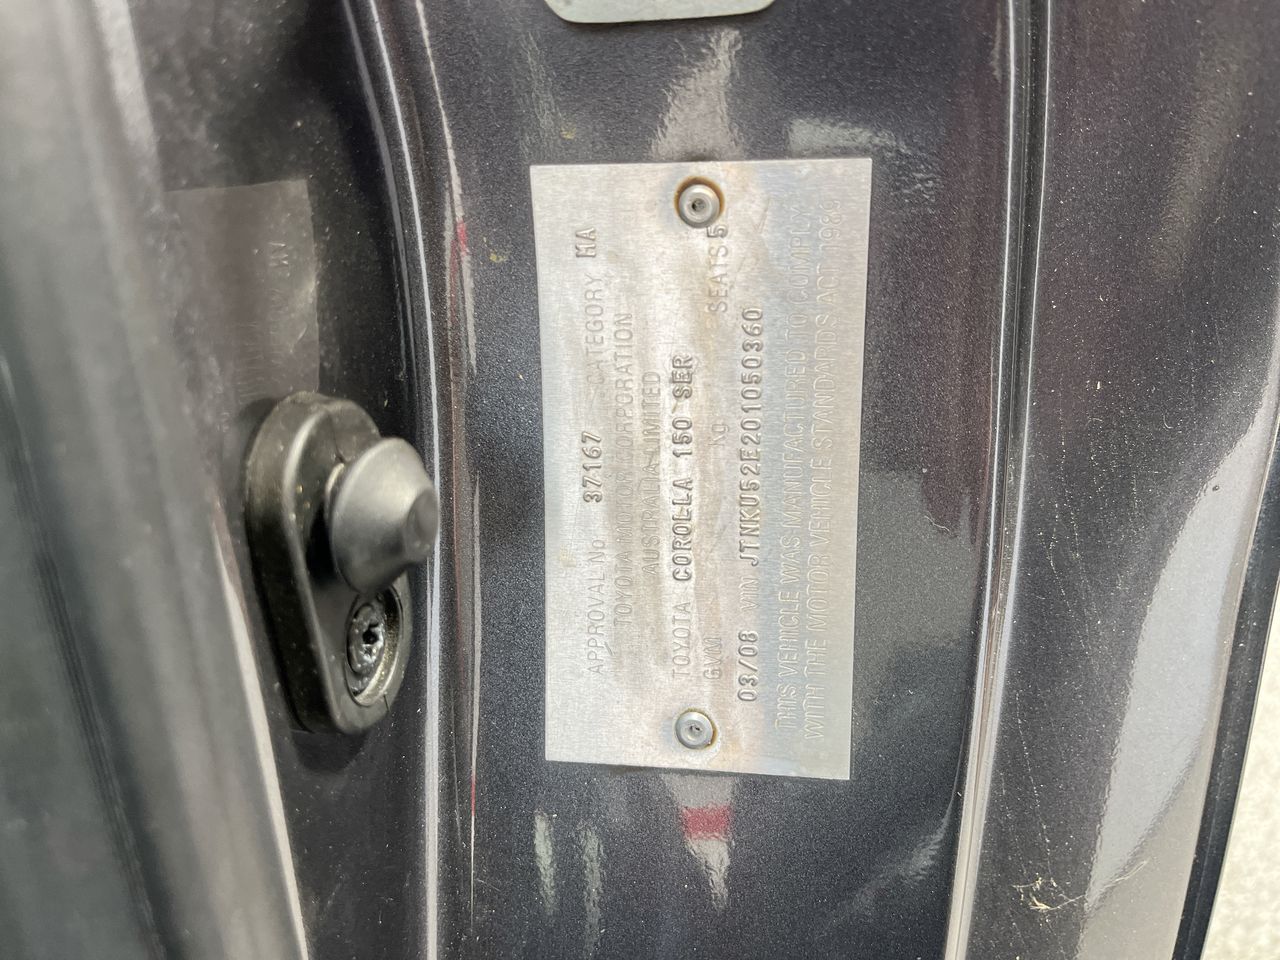 APPROVAL No 37167 CATEGORY MA
TOYOTA MOTOR CORPORATION
AUSTRALIA LIMITED
TOYOTA COROLLA 150 SER
GVM Kg SEATS 5
03/08 VIN JTNKU52E201050360
THIS VEHICLE WAS MANUFACTURED TO COMPLY
WITH THE MOTOR VEHICLE STANDARDS ACT 1989